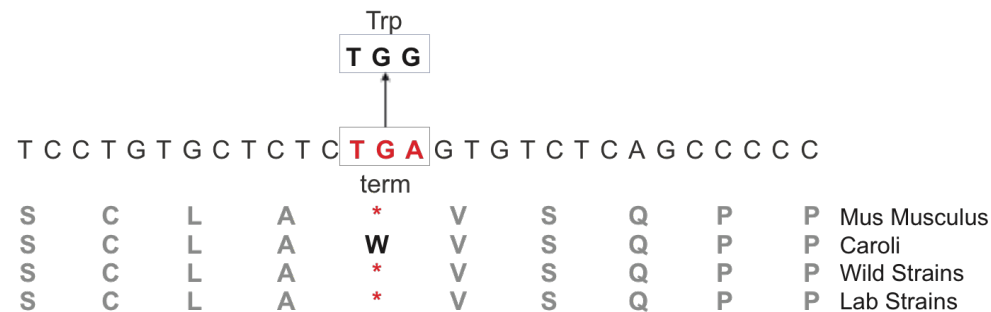 Trp
T G G
T C C T G T G C T C T C T G A G T G T C T C A G C C C C C
term
S C L A * V S Q P P Mus Musculus
S C L A W V S Q P P Caroli
S C L A * V S Q P P Wild Strains
S C L A * V S Q P P Lab Strains